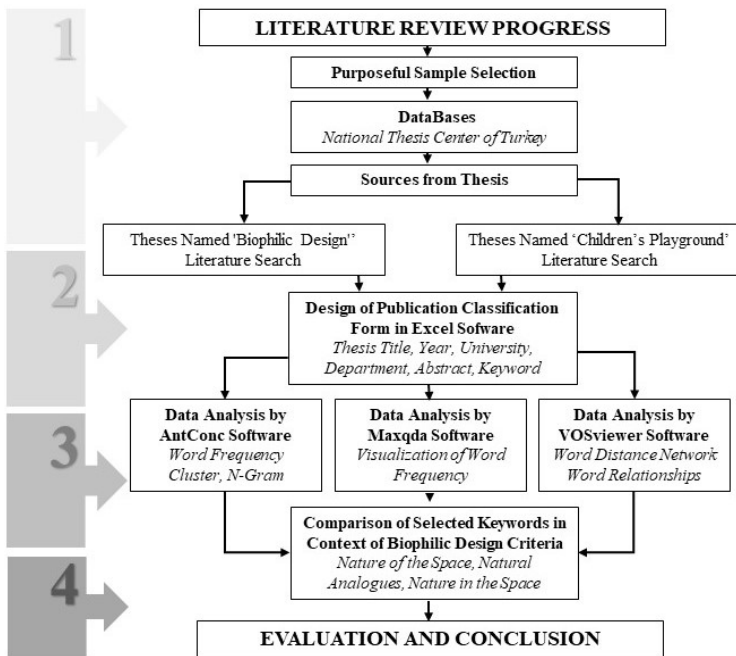 1
LITERATURE REVIEW PROGRESS
Purposeful Sample Selection
DataBases
National Thesis Center of Turkey
Sources from Thesis
Theses Named 'Biophilic Design''
Literature Search
Theses Named ‘Children’s Playground’
Literature Search
2
Design of Publication Classification
Form in Excel Sofware
Thesis Title, Year, University,
Department, Abstract, Keyword
3
Data Analysis by
AntConc Software
Word Frequency
Cluster, N-Gram
Data Analysis by
Maxqda Software
Visualization of Word
Frequency
Data Analysis by
VOSviewer Software
Word Distance Network
Word Relationships
Comparison of Selected Keywords in
Context of Biophilic Design Criteria
Nature of the Space, Natural
Analogues, Nature in the Space
4
EVALUATION AND CONCLUSION